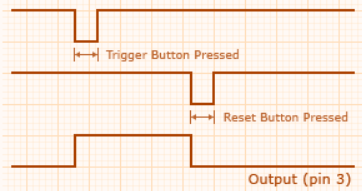 Trigger Button Pressed
Reset Button Pressed
Output (pin 3)